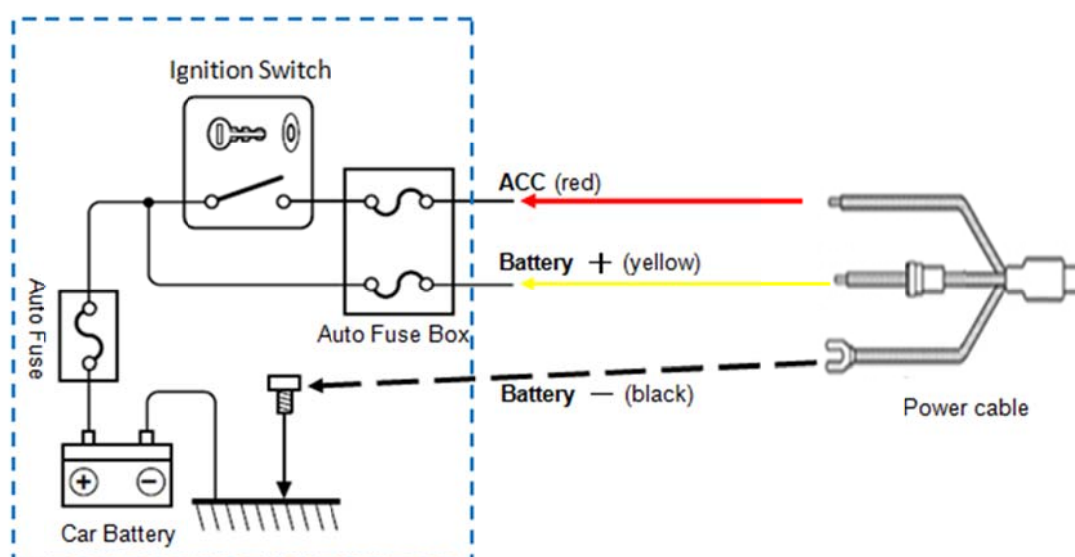 Ignition Switch
ACC (red)
Battery + (yellow)
Auto Fuse
Auto Fuse Box
Battery — (black)
Power cable
+ −
Car Battery